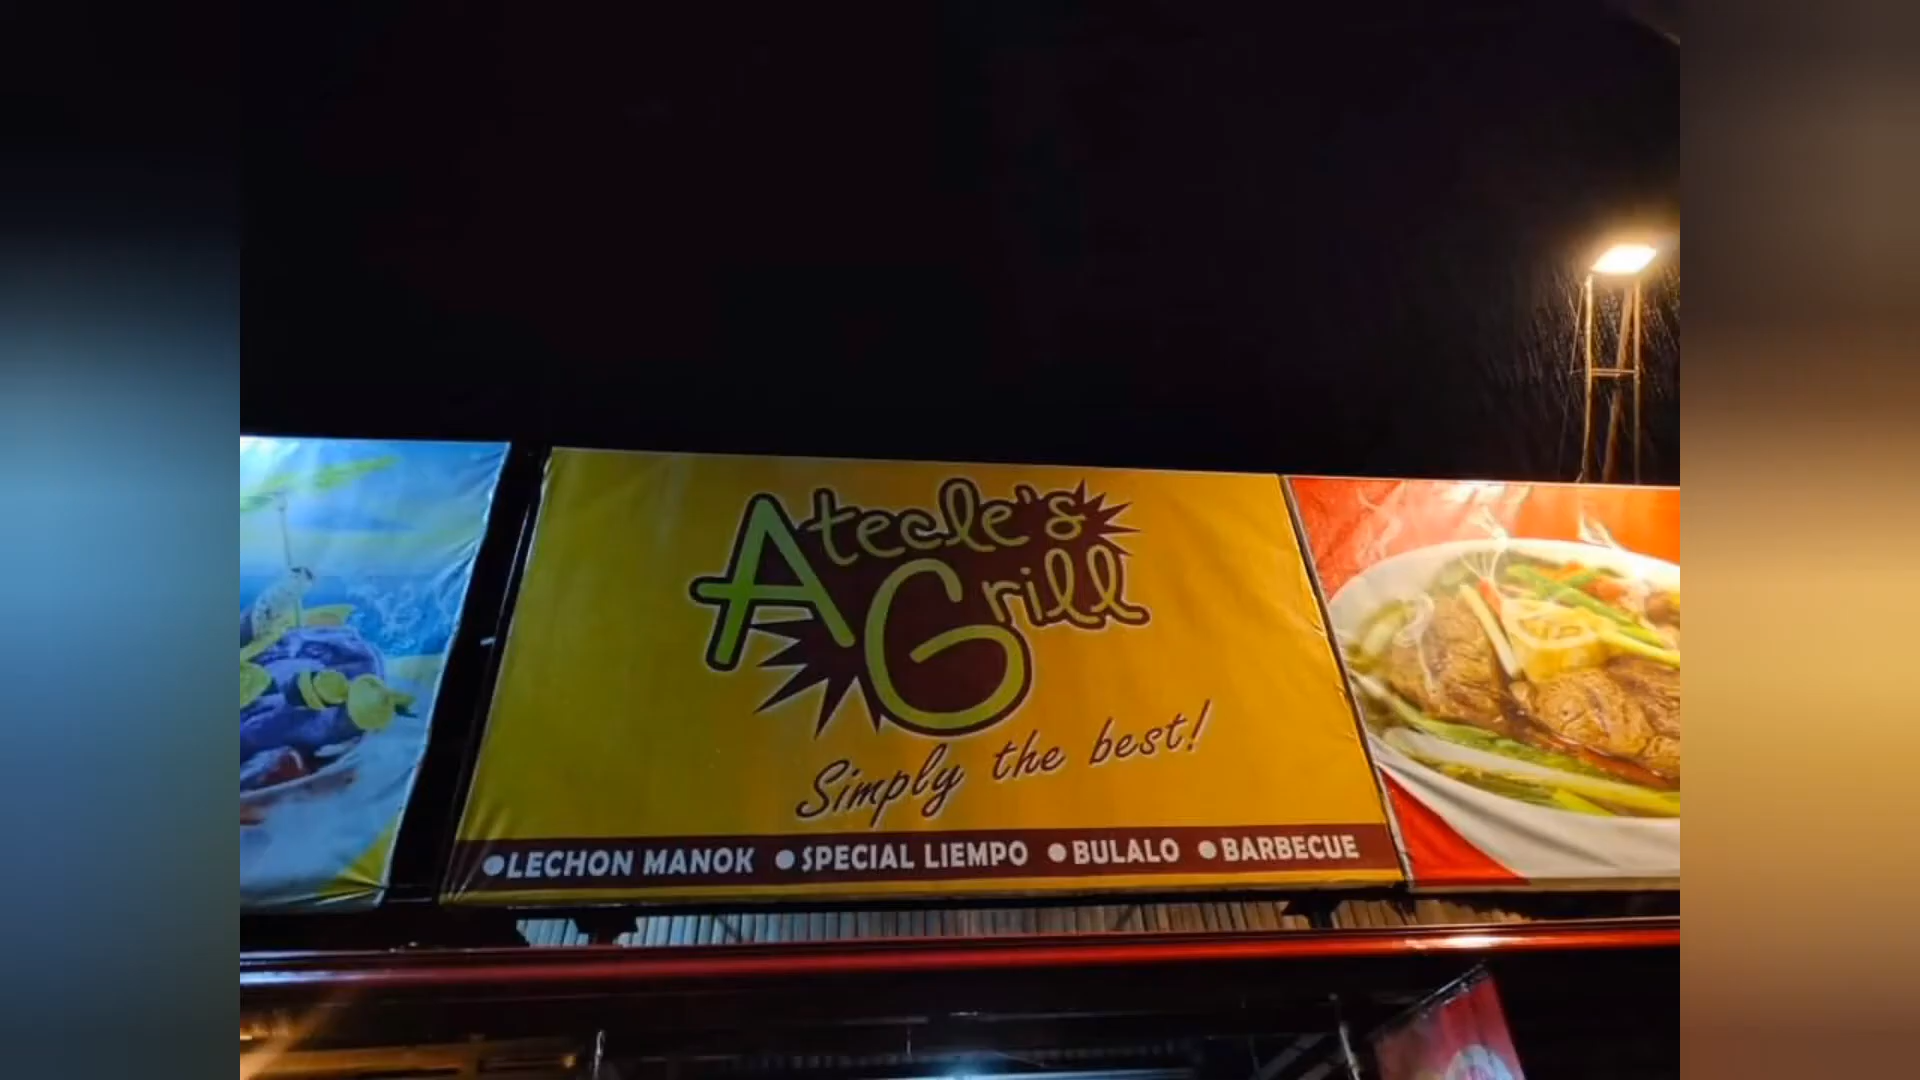 Atecle's
Grill
Simply the best!
●LECHON MANOK ●SPECIAL LIEMPO ●BULALO ●BARBECUE